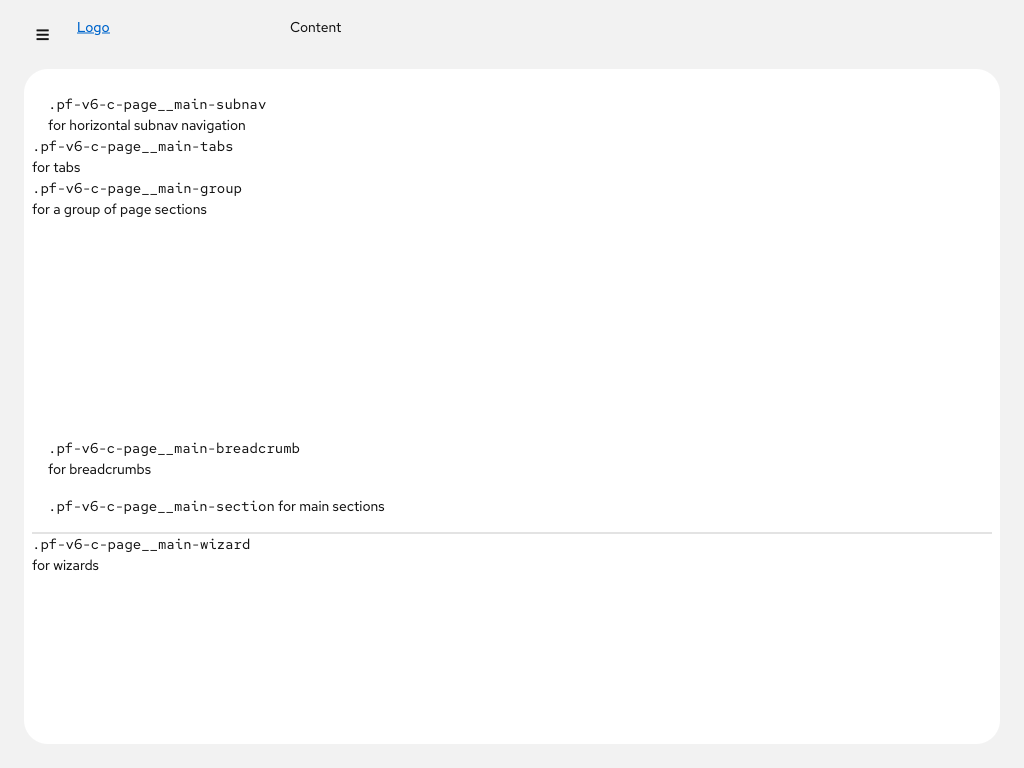 Logo
Content
.pf-v6-c-page__main-subnav
for horizontal subnav navigation
.pf-v6-c-page__main-tabs
for tabs
.pf-v6-c-page__main-group
for a group of page sections
.pf-v6-c-page__main-breadcrumb
for breadcrumbs
.pf-v6-c-page__main-section for main sections
.pf-v6-c-page__main-wizard
for wizards